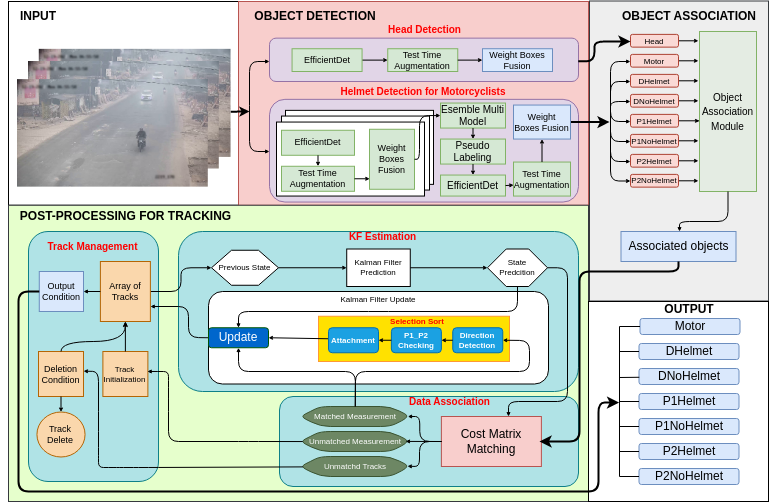 INPUT
OBJECT DETECTION
Head Detection
EfficientDet
Test Time
Augmentation
Weight Boxes
Fusion
Helmet Detection for Motorcyclists
EfficientDet
Test Time
Augmentation
Weight
Boxes
Fusion
Esemble Multi
Model
Pseudo
Labeling
EfficientDet
Weight
Boxes Fusion
Test Time
Augmentation
OBJECT ASSOCIATION
Head
Motor
DHelmet
DNoHelmet
P1Helmet
P1NoHelmet
P2Helmet
P2NoHelmet
Object
Association
Module
Associated objects
POST-PROCESSING FOR TRACKING
Track Management
Output
Condition
Array of
Tracks
Deletion
Condition
Track
Initialization
Track
Delete
KF Estimation
Previous State
Kalman Filter
Prediction
State
Predcition
Kalman Filter Update
Update
Selection Sort
Attachment
P1_P2
Checking
Direction
Detection
Data Association
Matched Measurement
Unmatched Measurement
Unmatchd Tracks
Cost Matrix
Matching
OUTPUT
Motor
DHelmet
DNoHelmet
P1Helmet
P1NoHelmet
P2Helmet
P2NoHelmet